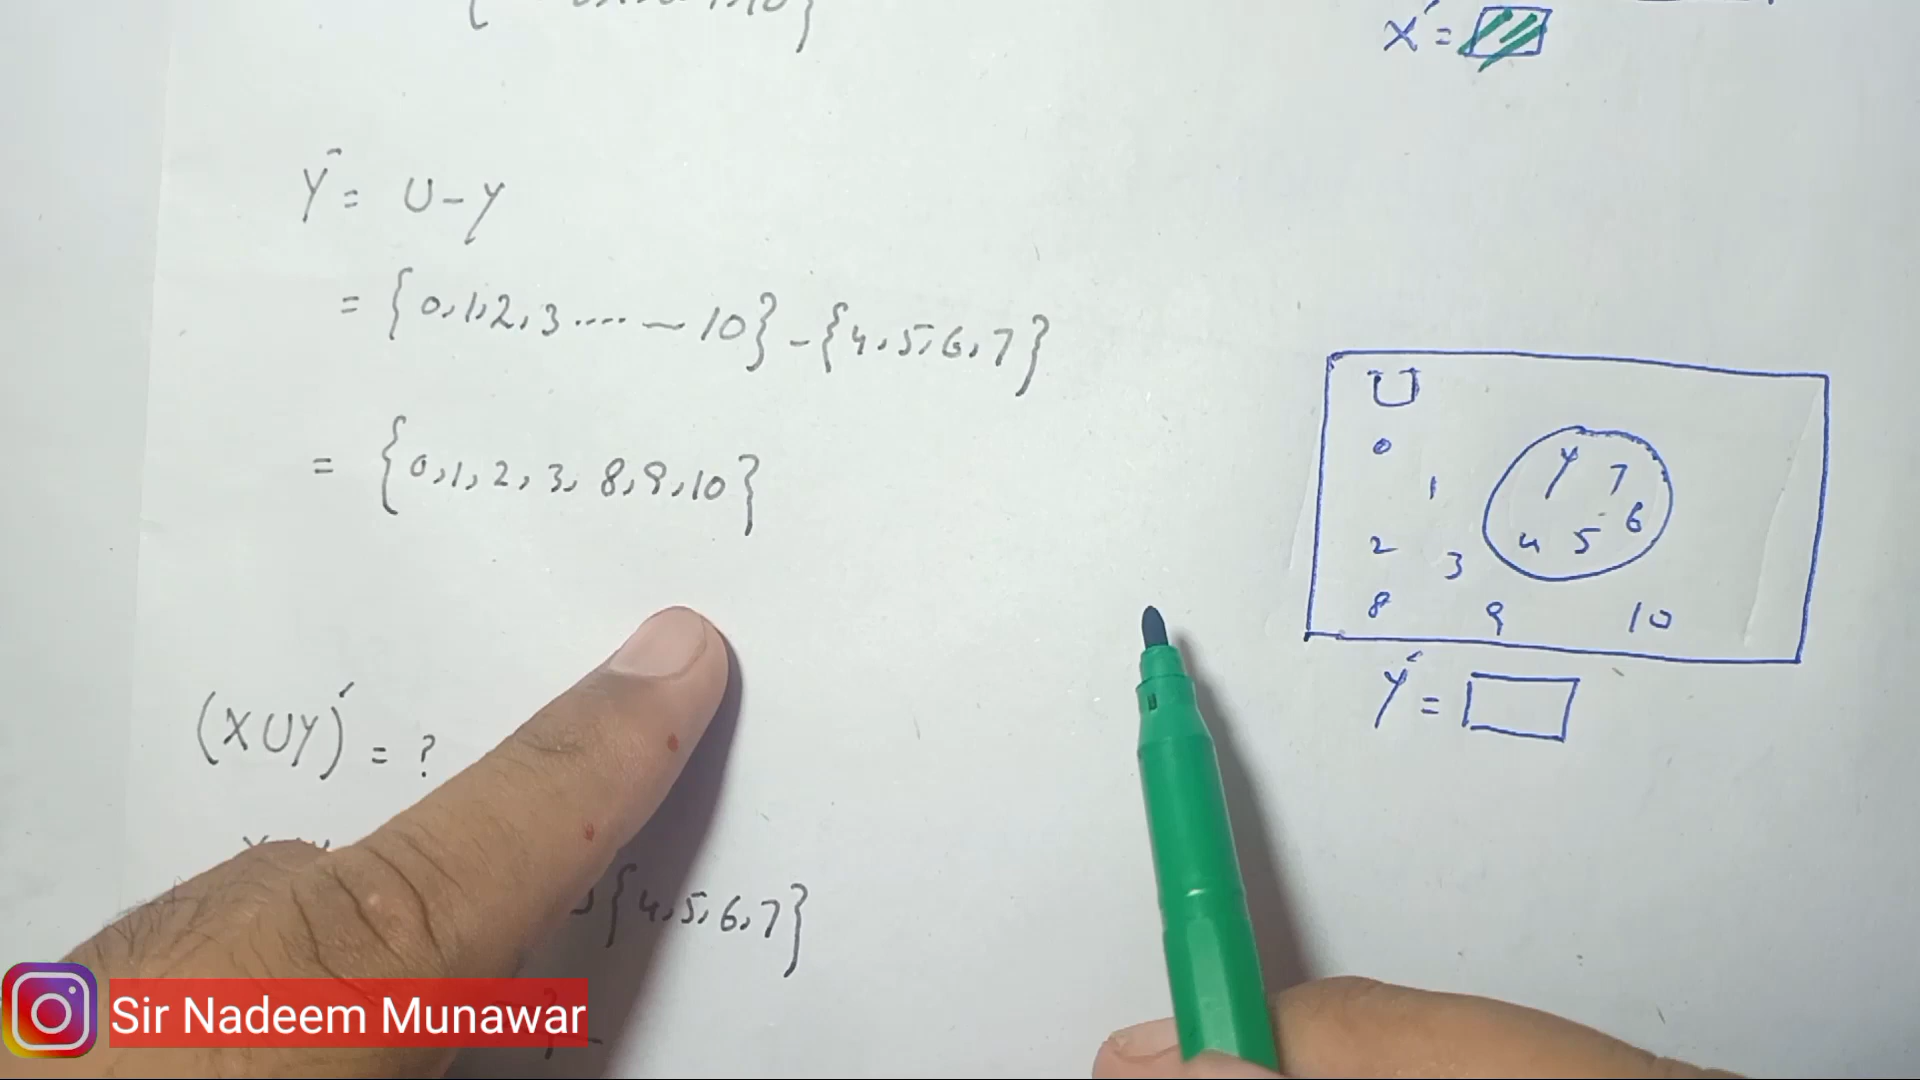 X′ =
Y′ = U - Y
= {0,1,2,3....— 10} - {4,5,6,7}
= {0,1,2,3,8,9,10}
U
0
1
2
3
8
9
10
Y 7
4 5 6
Y′ =
(X∪Y)′ = ?
{4,5,6,7}
Sir Nadeem Munawar